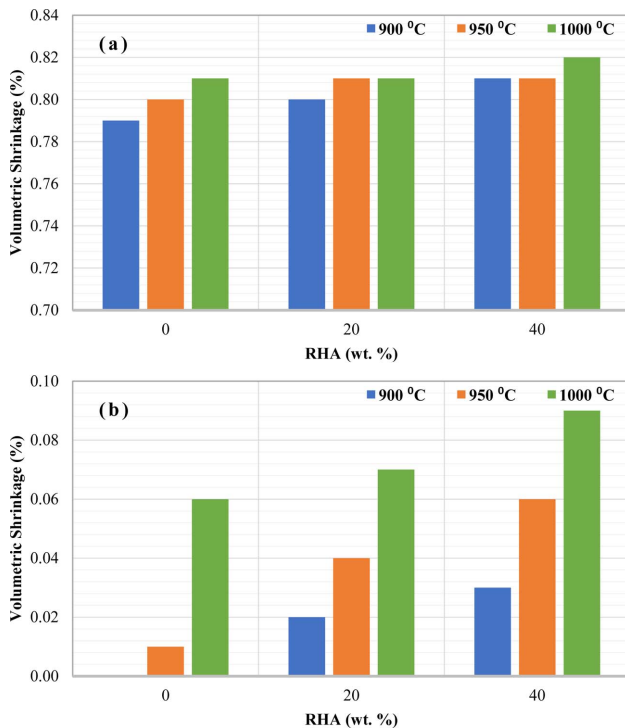 0.84
(a)
900 ⁰C 950 ⁰C 1000 ⁰C
0.82
0.80
0.78
0.76
0.74
0.72
0.70
Volumetric Shrinkage (%)
0 20 40
RHA (wt. %)
0.10
(b)
900 ⁰C 950 ⁰C 1000 ⁰C
0.08
0.06
0.04
0.02
0.00
Volumetric Shrinkage (%)
0 20 40
RHA (wt. %)